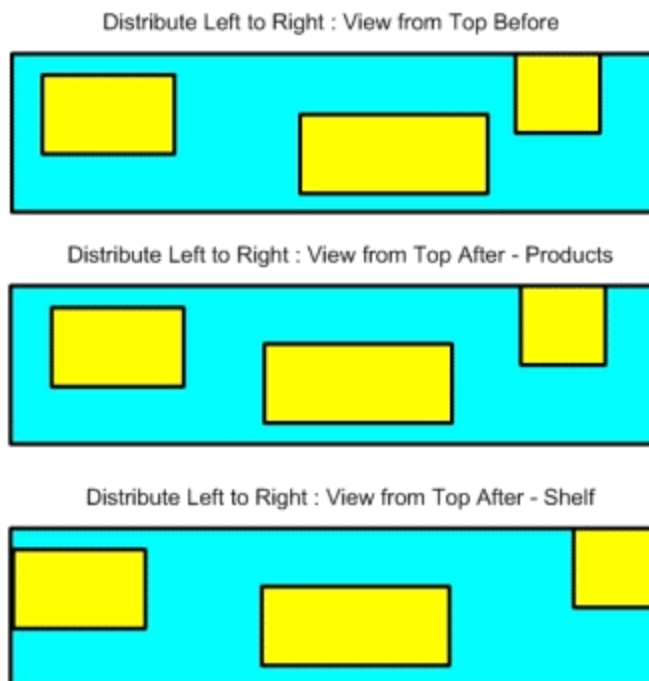 Distribute Left to Right : View from Top Before
Distribute Left to Right : View from Top After - Products
Distribute Left to Right : View from Top After - Shelf